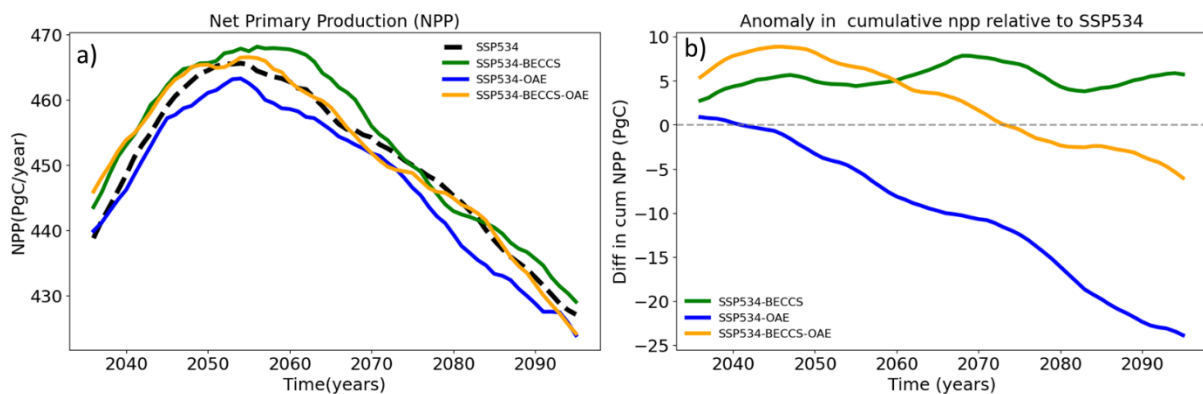 Net Primary Production (NPP)
a)
SSP534
SSP534-BECCS
SSP534-OAE
SSP534-BECCS-OAE
470
460
450
440
430
NPP(PgC/year)
2040 2050 2060 2070 2080 2090
Time(years)
Anomaly in  cumulative npp relative to SSP534
b)
10
5
0
−5
−10
−15
−20
−25
Diff in cum NPP (PgC)
SSP534-BECCS
SSP534-OAE
SSP534-BECCS-OAE
2040 2050 2060 2070 2080 2090
Time (years)